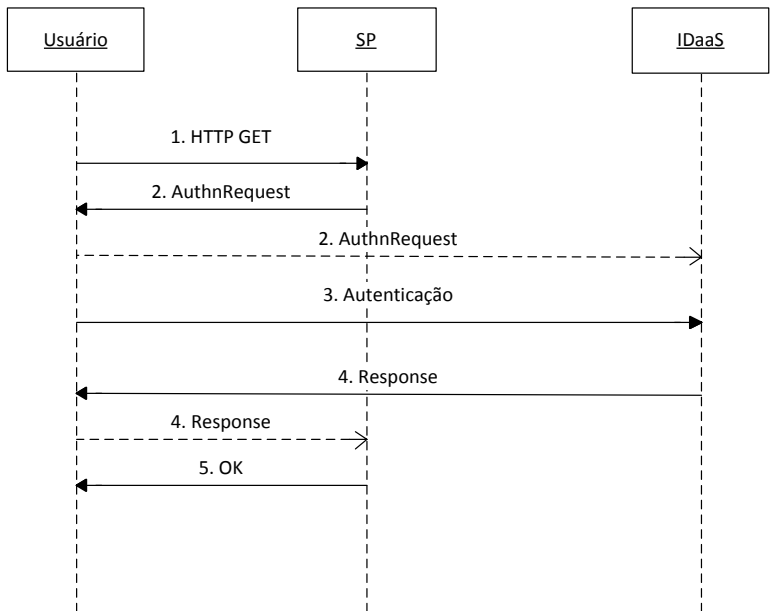 Usuário
SP
IDaaS
1. HTTP GET
2. AuthnRequest
2. AuthnRequest
3. Autenticação
4. Response
4. Response
5. OK